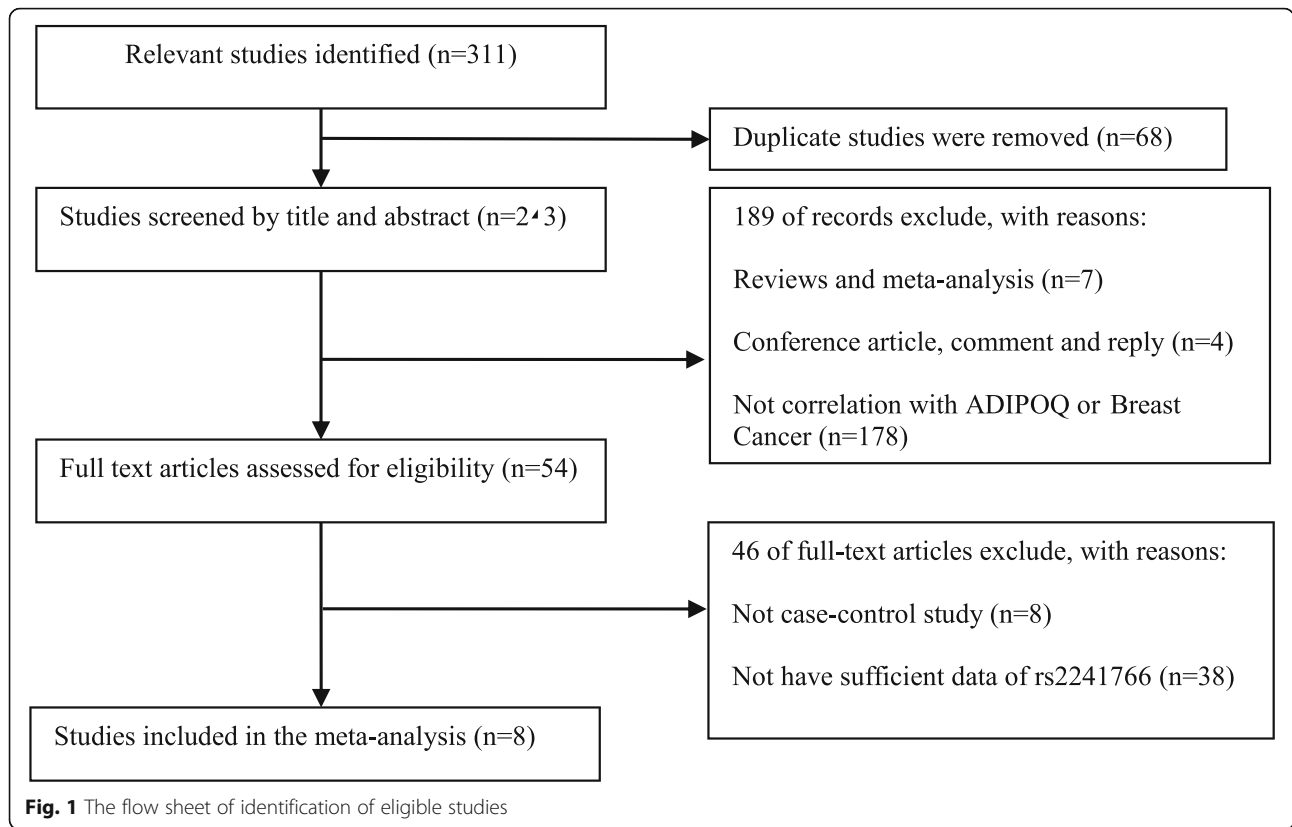 Relevant studies identified (n=311)
Duplicate studies were removed (n=68)
Studies screened by title and abstract
189 of records exclude, with reasons:
Reviews and meta-analysis (n=7)
Conference article, comment and reply (n=4)
Not correlation with ADIPOQ or Breast
Cancer (n=178)
Full text articles assessed for eligibility (n=54)
46 of full-text articles exclude, with reasons:
Not case-control study (n=8)
Not have sufficient data of rs2241766 (n=38)
Studies included in the meta-analysis (n=8)
Fig. 1 The flow sheet of identification of eligible studies